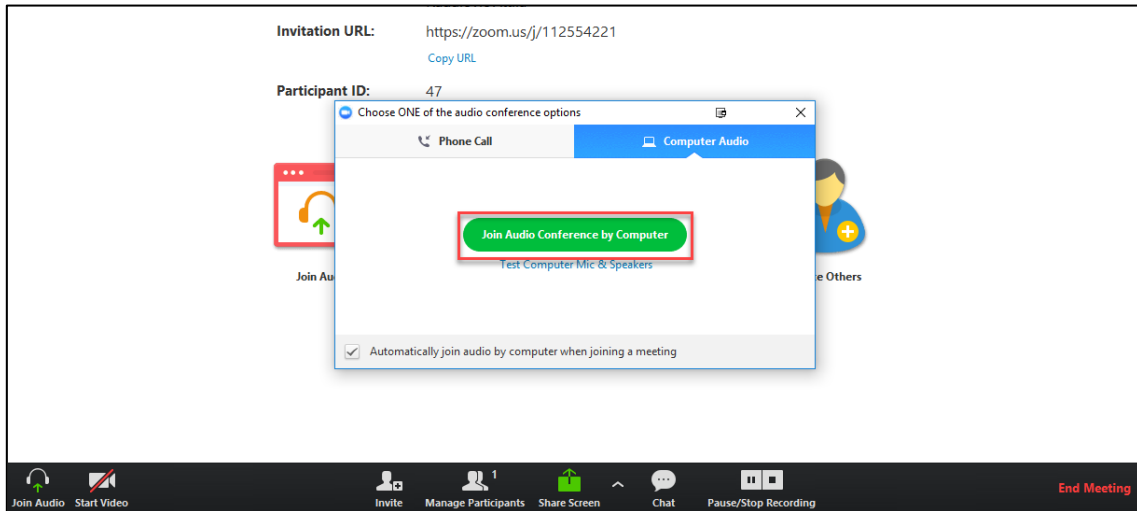 Invitation URL: https://zoom.us/j/112554221
Copy URL
Participant ID: 47
Choose ONE of the audio conference options
Phone Call
Computer Audio
Join Audio Conference by Computer
Test Computer Mic & Speakers
Join Au
e Others
Automatically join audio by computer when joining a meeting
1
Join Audio Start Video Invite Manage Participants Share Screen Chat Pause/Stop Recording End Meeting